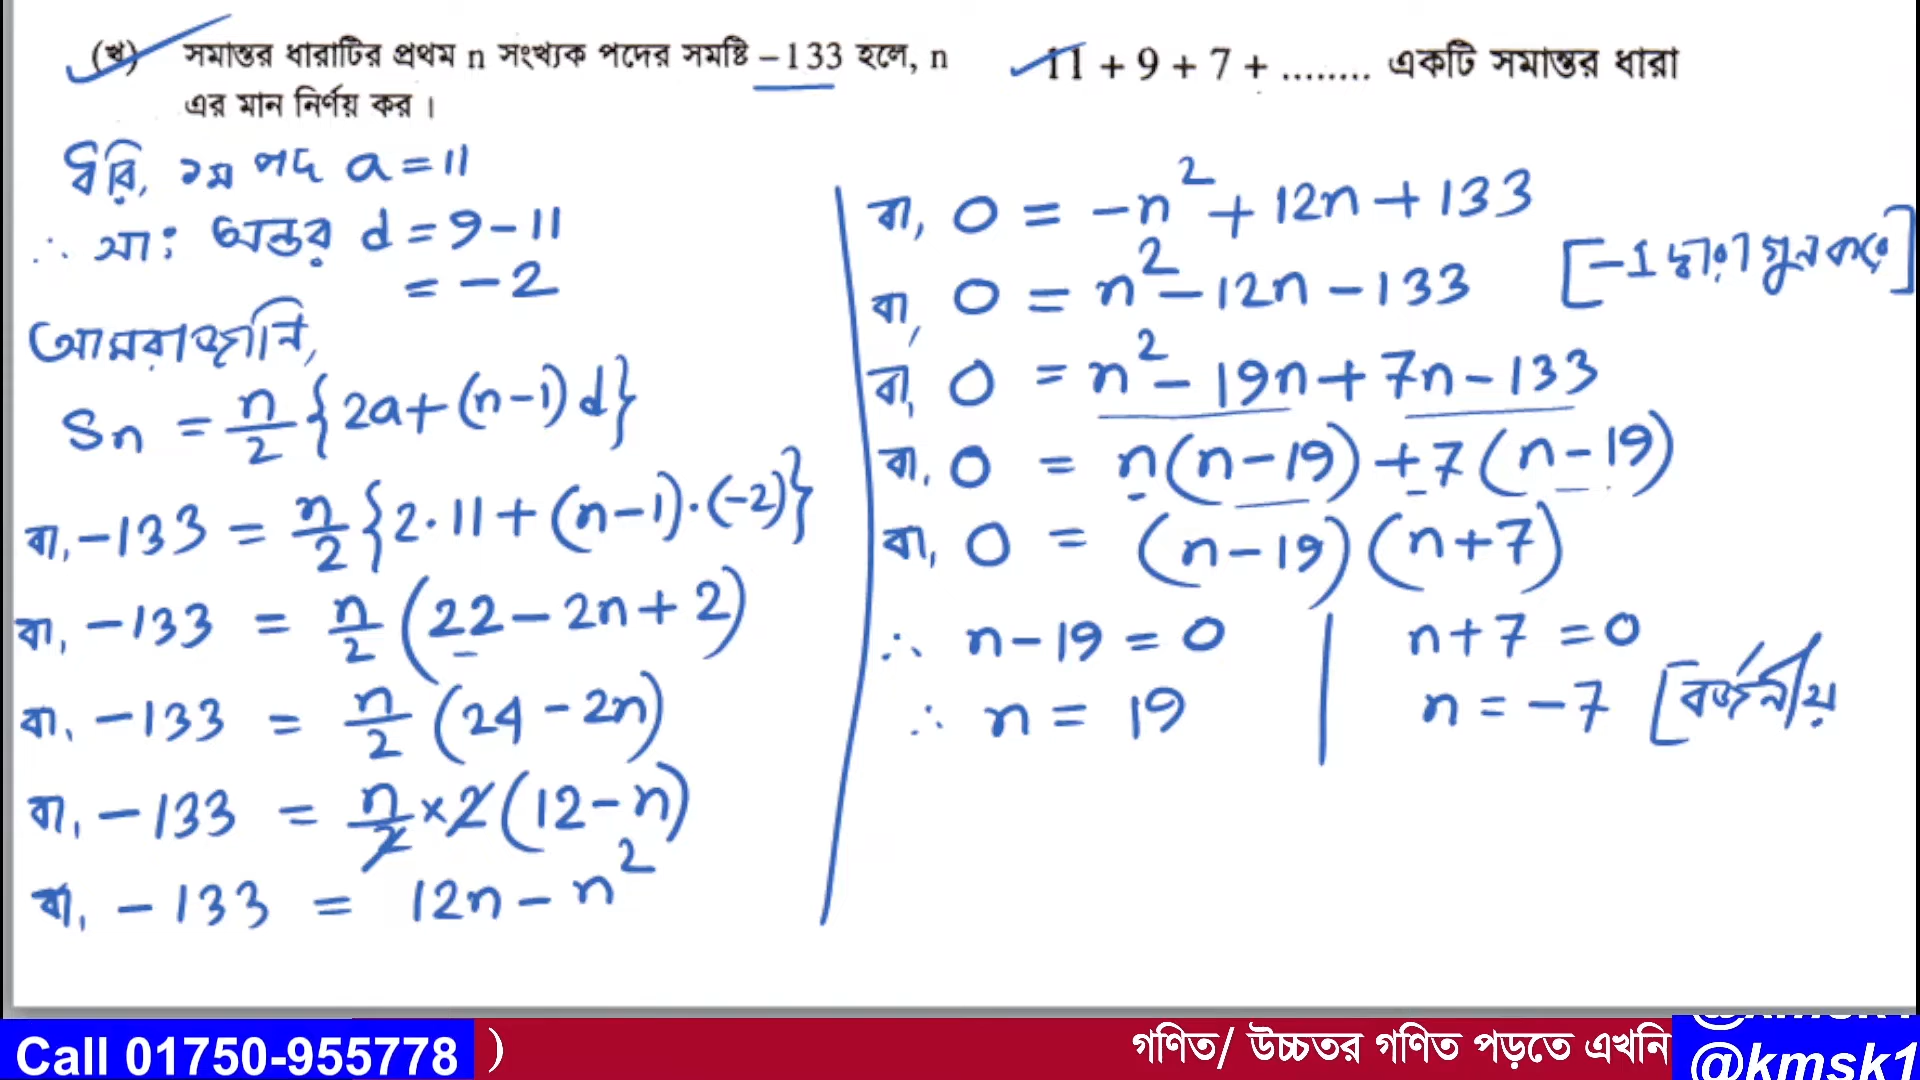 (খ) সমান্তর ধারাটির প্রথম n সংখ্যক পদের সমষ্টি –133 হলে, n
এর মান নির্ণয় কর।
11 + 9 + 7 + ........ একটি সমান্তর ধারা
ধরি, ১ম পদ a = 11
∴ সাঃ অন্তর d = 9 - 11
= - 2
আমরা জানি,
Sn = n/2 {2a + (n-1) d}
বা, -133 = n/2 {2·11 + (n-1)·(-2)}
বা, -133 = n/2 (22 - 2n + 2)
বা, -133 = n/2 (24 - 2n)
বা, -133 = n/2 × 2 (12 - n)
বা, -133 = 12n - n²
বা, 0 = -n² + 12n + 133
বা, 0 = n² - 12n - 133 [-1 দ্বারা গুন করে]
বা, 0 = n² - 19n + 7n - 133
বা, 0 = n(n-19) + 7(n-19)
বা, 0 = (n-19)(n+7)
∴ n - 19 = 0
∴ n = 19
n + 7 = 0
n = -7 [বর্জনীয়
Call 01750-955778 ) গণিত/ উচ্চতর গণিত পড়তে এখনি
@kmsk1